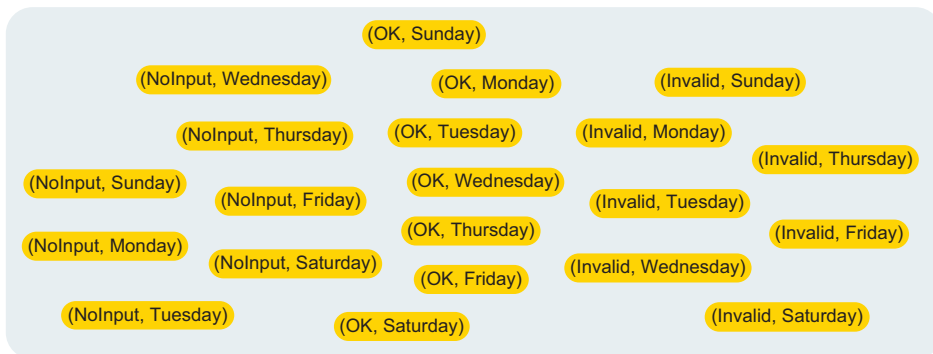 (OK, Sunday)
(NoInput, Wednesday)
(OK, Monday)
(Invalid, Sunday)
(NoInput, Thursday)
(OK, Tuesday)
(Invalid, Monday)
(Invalid, Thursday)
(NoInput, Sunday)
(OK, Wednesday)
(NoInput, Friday)
(Invalid, Tuesday)
(OK, Thursday)
(Invalid, Friday)
(NoInput, Monday)
(NoInput, Saturday)
(Invalid, Wednesday)
(OK, Friday)
(NoInput, Tuesday)
(Invalid, Saturday)
(OK, Saturday)